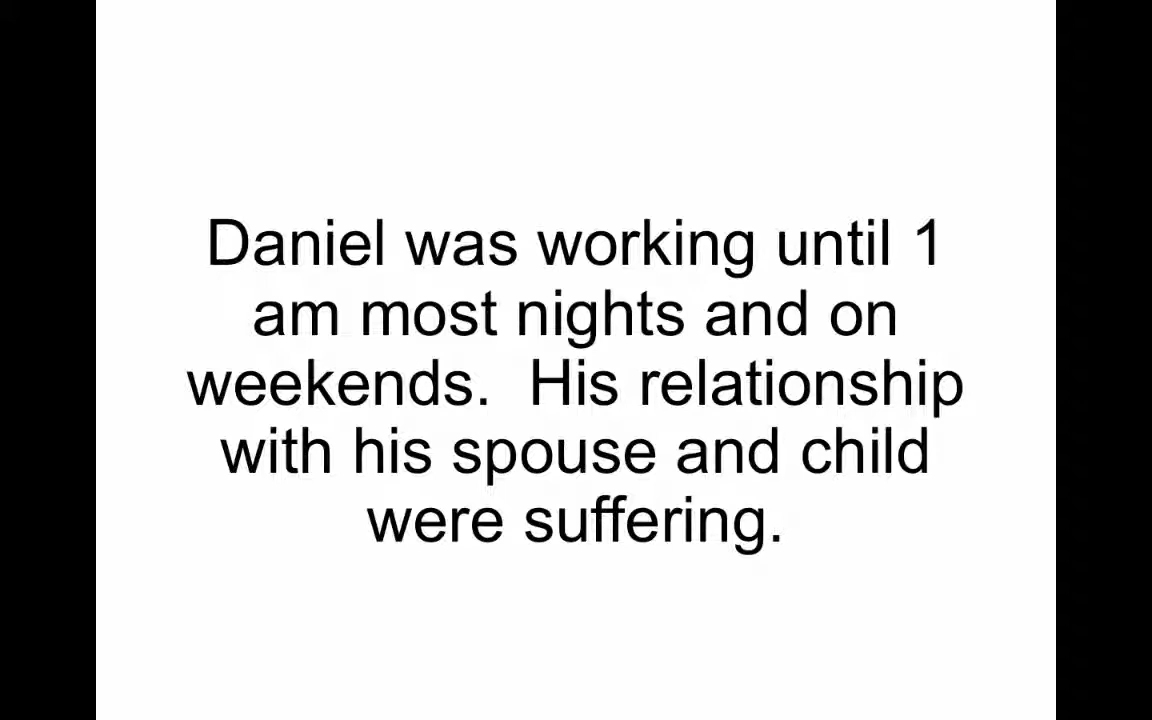 Daniel was working until 1
am most nights and on
weekends.  His relationship
with his spouse and child
were suffering.